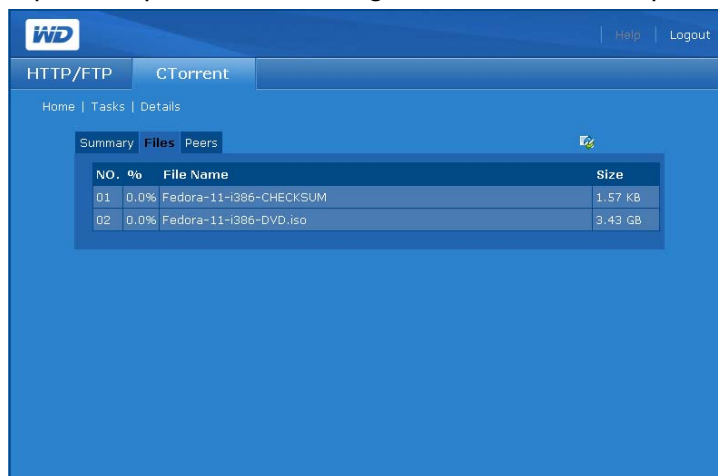 WD
Help | Logout
HTTP/FTP CTorrent
Home | Tasks | Details
Summary Files Peers
NO. % File Name Size
01 0.0% Fedora-11-i386-CHECKSUM 1.57 KB
02 0.0% Fedora-11-i386-DVD.iso 3.43 GB